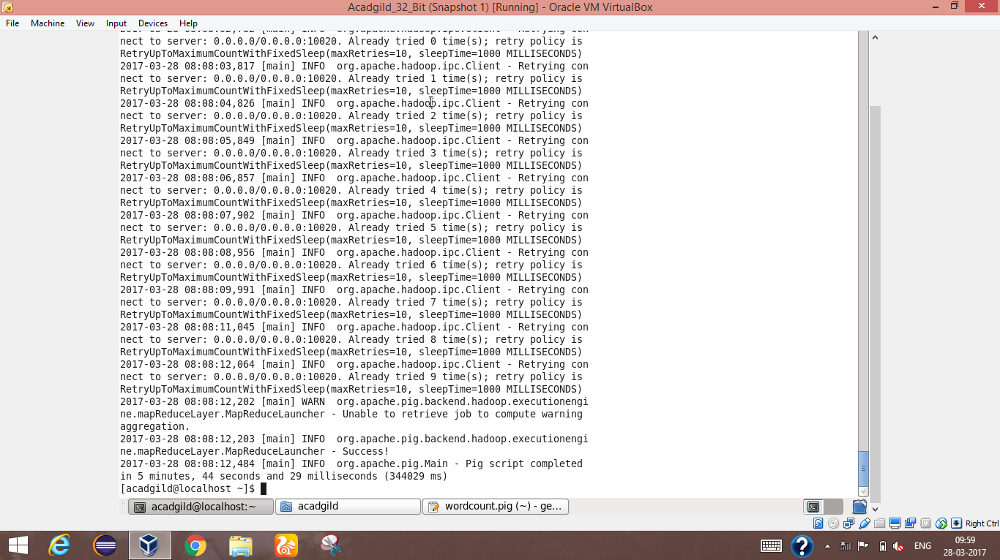 Acadgild_32_Bit (Snapshot 1) [Running] - Oracle VM VirtualBox
File Machine View Input Devices Help
nect to server: 0.0.0.0/0.0.0.0:10020. Already tried 0 time(s); retry policy is
RetryUpToMaximumCountWithFixedSleep(maxRetries=10, sleepTime=1000 MILLISECONDS)
2017-03-28 08:08:03,817 [main] INFO  org.apache.hadoop.ipc.Client - Retrying con
nect to server: 0.0.0.0/0.0.0.0:10020. Already tried 1 time(s); retry policy is
RetryUpToMaximumCountWithFixedSleep(maxRetries=10, sleepTime=1000 MILLISECONDS)
2017-03-28 08:08:04,826 [main] INFO  org.apache.hadoop.ipc.Client - Retrying con
nect to server: 0.0.0.0/0.0.0.0:10020. Already tried 2 time(s); retry policy is
RetryUpToMaximumCountWithFixedSleep(maxRetries=10, sleepTime=1000 MILLISECONDS)
2017-03-28 08:08:05,849 [main] INFO  org.apache.hadoop.ipc.Client - Retrying con
nect to server: 0.0.0.0/0.0.0.0:10020. Already tried 3 time(s); retry policy is
RetryUpToMaximumCountWithFixedSleep(maxRetries=10, sleepTime=1000 MILLISECONDS)
2017-03-28 08:08:06,857 [main] INFO  org.apache.hadoop.ipc.Client - Retrying con
nect to server: 0.0.0.0/0.0.0.0:10020. Already tried 4 time(s); retry policy is
RetryUpToMaximumCountWithFixedSleep(maxRetries=10, sleepTime=1000 MILLISECONDS)
2017-03-28 08:08:07,902 [main] INFO  org.apache.hadoop.ipc.Client - Retrying con
nect to server: 0.0.0.0/0.0.0.0:10020. Already tried 5 time(s); retry policy is
RetryUpToMaximumCountWithFixedSleep(maxRetries=10, sleepTime=1000 MILLISECONDS)
2017-03-28 08:08:08,956 [main] INFO  org.apache.hadoop.ipc.Client - Retrying con
nect to server: 0.0.0.0/0.0.0.0:10020. Already tried 6 time(s); retry policy is
RetryUpToMaximumCountWithFixedSleep(maxRetries=10, sleepTime=1000 MILLISECONDS)
2017-03-28 08:08:09,991 [main] INFO  org.apache.hadoop.ipc.Client - Retrying con
nect to server: 0.0.0.0/0.0.0.0:10020. Already tried 7 time(s); retry policy is
RetryUpToMaximumCountWithFixedSleep(maxRetries=10, sleepTime=1000 MILLISECONDS)
2017-03-28 08:08:11,045 [main] INFO  org.apache.hadoop.ipc.Client - Retrying con
nect to server: 0.0.0.0/0.0.0.0:10020. Already tried 8 time(s); retry policy is
RetryUpToMaximumCountWithFixedSleep(maxRetries=10, sleepTime=1000 MILLISECONDS)
2017-03-28 08:08:12,064 [main] INFO  org.apache.hadoop.ipc.Client - Retrying con
nect to server: 0.0.0.0/0.0.0.0:10020. Already tried 9 time(s); retry policy is
RetryUpToMaximumCountWithFixedSleep(maxRetries=10, sleepTime=1000 MILLISECONDS)
2017-03-28 08:08:12,202 [main] WARN  org.apache.pig.backend.hadoop.executionengi
ne.mapReduceLayer.MapReduceLauncher - Unable to retrieve job to compute warning
aggregation.
2017-03-28 08:08:12,203 [main] INFO  org.apache.pig.backend.hadoop.executionengi
ne.mapReduceLayer.MapReduceLauncher - Success!
2017-03-28 08:08:12,484 [main] INFO  org.apache.pig.Main - Pig script completed
in 5 minutes, 44 seconds and 29 milliseconds (344029 ms)
[acadgild@localhost ~]$
acadgild@localhost:~ acadgild wordcount.pig (~) - ge...
Right Ctrl
ENG
09:59
28-03-2017